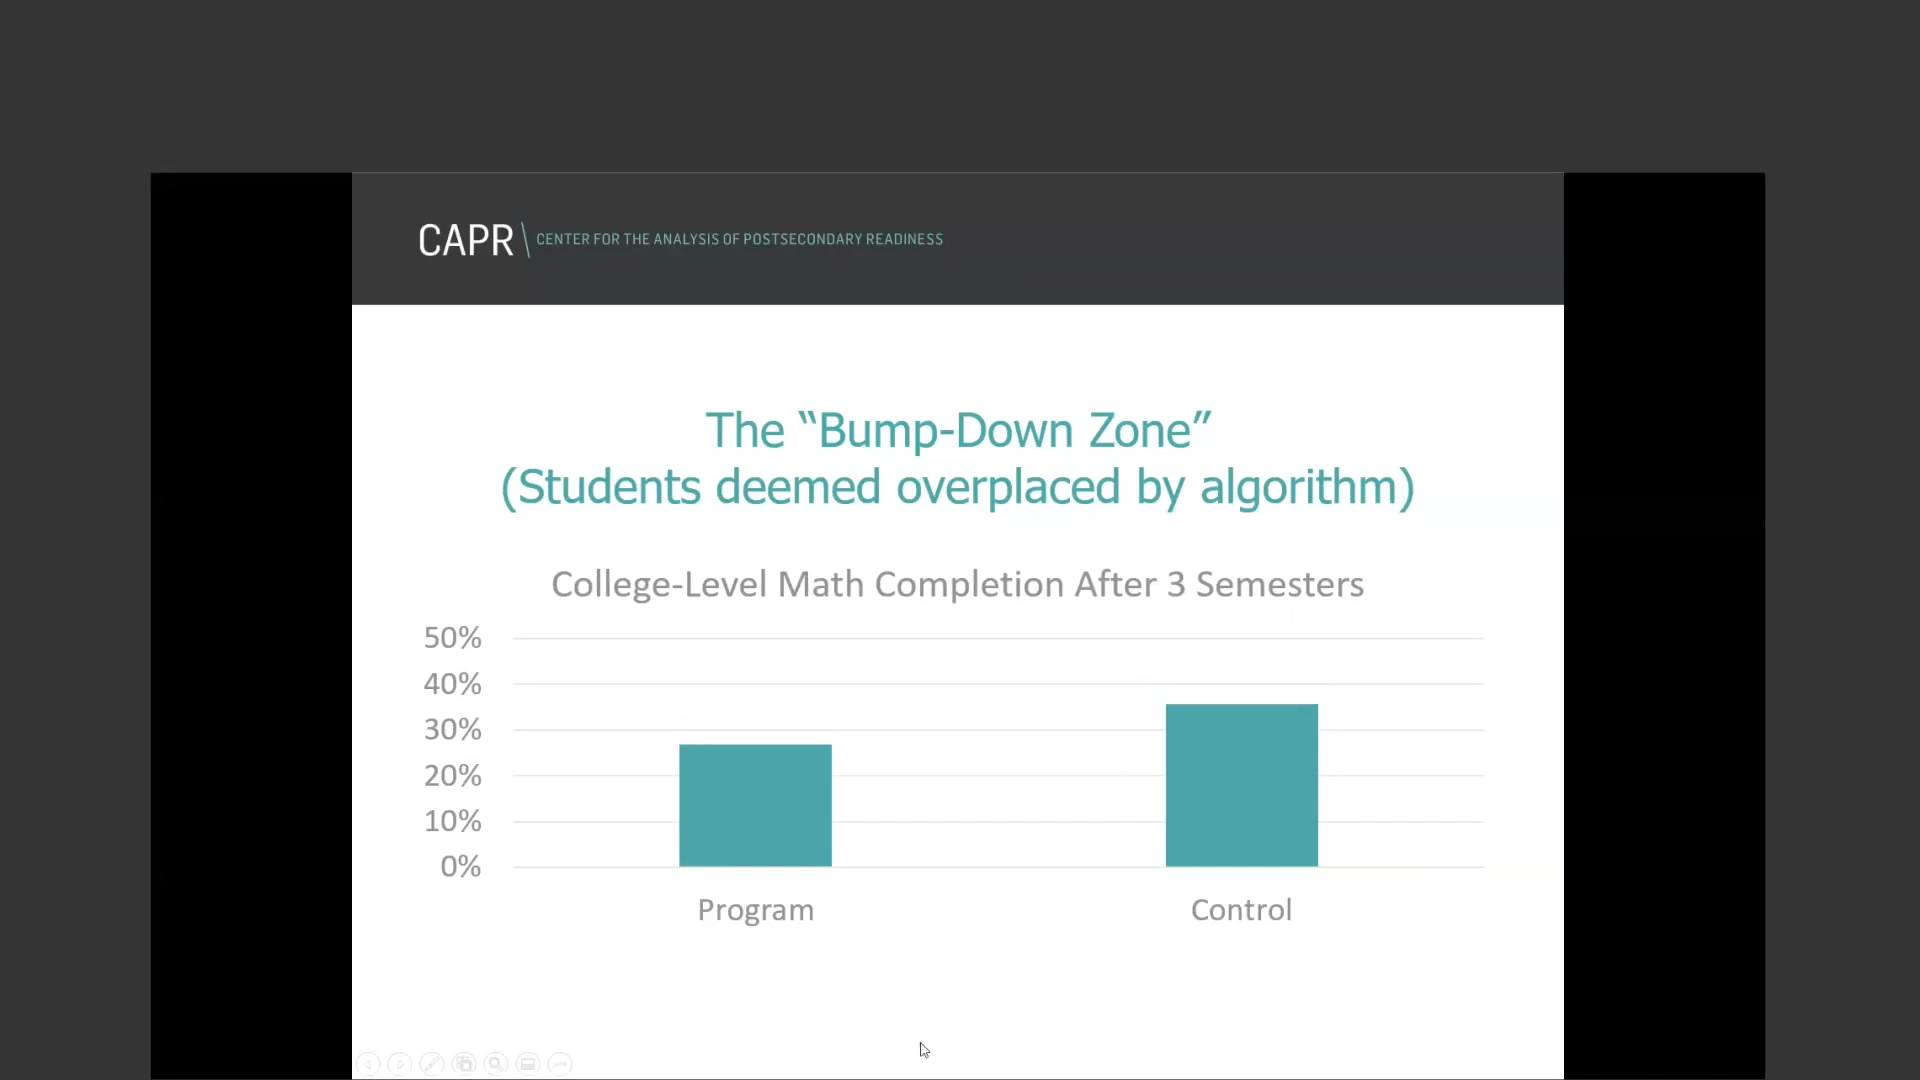 CAPR
CENTER FOR THE ANALYSIS OF POSTSECONDARY READINESS
The “Bump-Down Zone”
(Students deemed overplaced by algorithm)
College-Level Math Completion After 3 Semesters
50%
40%
30%
20%
10%
0%
Program
Control